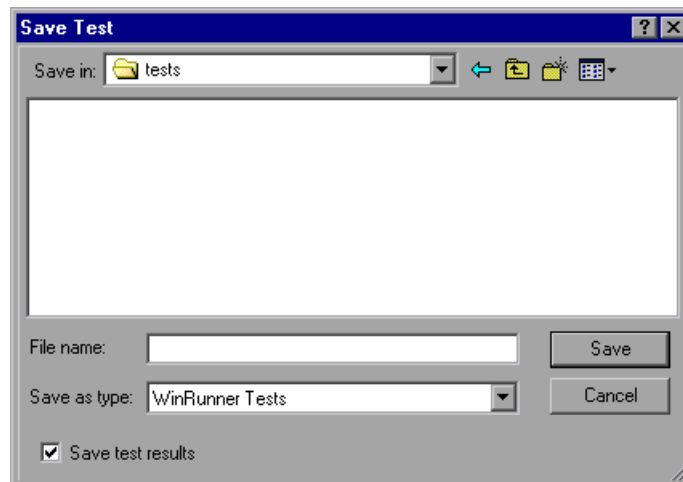 Save Test
Save in: tests
File name:
Save
Save as type: WinRunner Tests
Cancel
Save test results